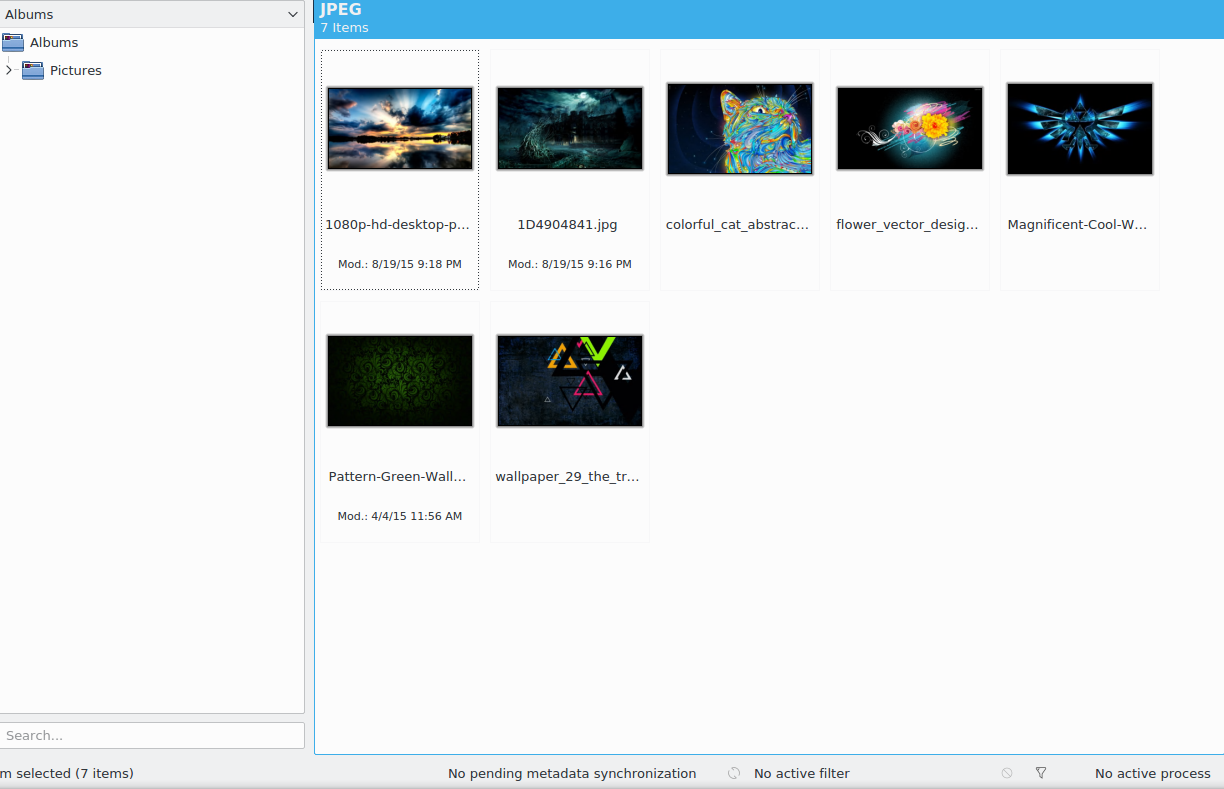 Albums
Albums
Pictures
Search...
JPEG
7 Items
1080p-hd-desktop-p...
1D4904841.jpg
colorful_cat_abstrac...
flower_vector_desig...
Magnificent-Cool-W...
Mod.: 8/19/15 9:18 PM
Mod.: 8/19/15 9:16 PM
Pattern-Green-Wall...
wallpaper_29_the_tr...
Mod.: 4/4/15 11:56 AM
m selected (7 items)
No pending metadata synchronization
No active filter
No active process